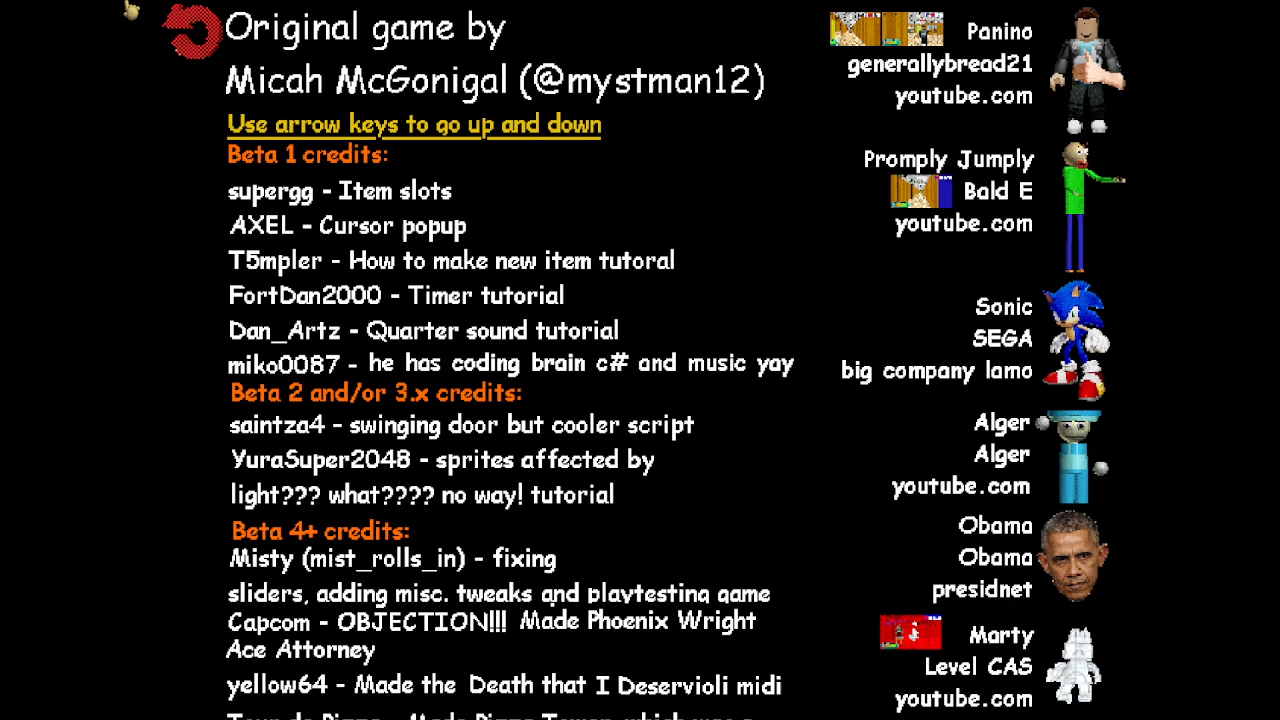 Original game by
Micah McGonigal (@mystman12)
Use arrow keys to go up and down
Beta 1 credits:
supergg - Item slots
AXEL - Cursor popup
T5mpler - How to make new item tutoral
FortDan2000 - Timer tutorial
Dan_Artz - Quarter sound tutorial
miko0087 - he has coding brain c# and music yay
Beta 2 and/or 3.x credits:
saintza4 - swinging door but cooler script
YuraSuper2048 - sprites affected by
light??? what???? no way! tutorial
Beta 4+ credits:
Misty (mist_rolls_in) - fixing
sliders, adding misc. tweaks and playtesting game
Capcom - OBJECTION!!! Made Phoenix Wright
Ace Attorney
yellow64 - Made the Death that I Deservioli midi
Panino
generallybread21
youtube.com
Promply Jumply
Bald E
youtube.com
Sonic
SEGA
big company lamo
Alger
Alger
youtube.com
Obama
Obama
presidnet
Marty
Level CAS
youtube.com